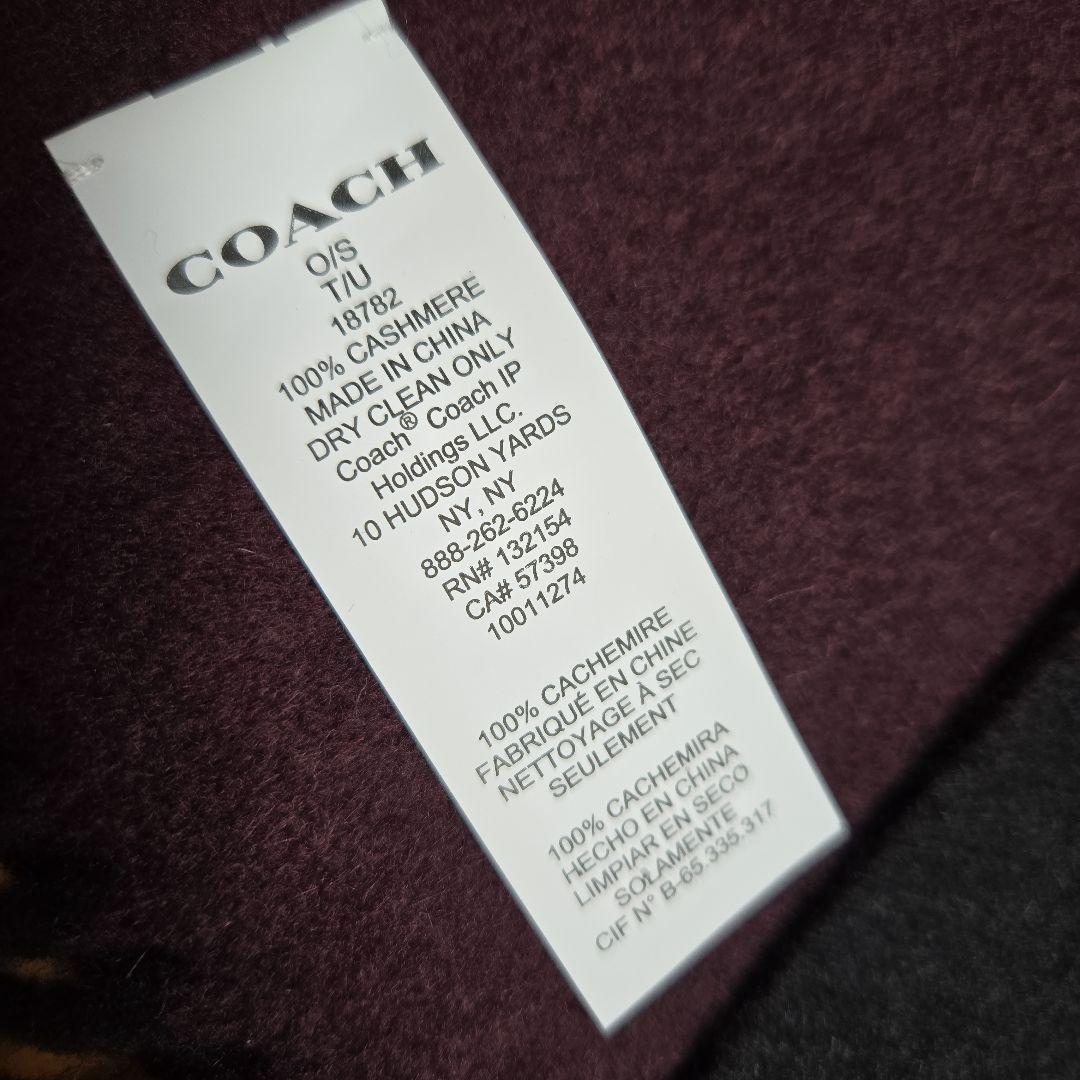 COACH
O/S
T/U
18782
100% CASHMERE
MADE IN CHINA
DRY CLEAN ONLY
Coach® Coach IP
Holdings LLC.
10 HUDSON YARDS
NY, NY
888-262-6224
RN# 132154
CA# 57398
10011274
100% CACHEMIRE
FABRIQUÉ EN CHINE
NETTOYAGE À SEC
SEULEMENT
100% CACHEMIRA
HECHO EN CHINA
LIMPIAR EN SECO
SOLAMENTE
CIF N° B-65.335.317